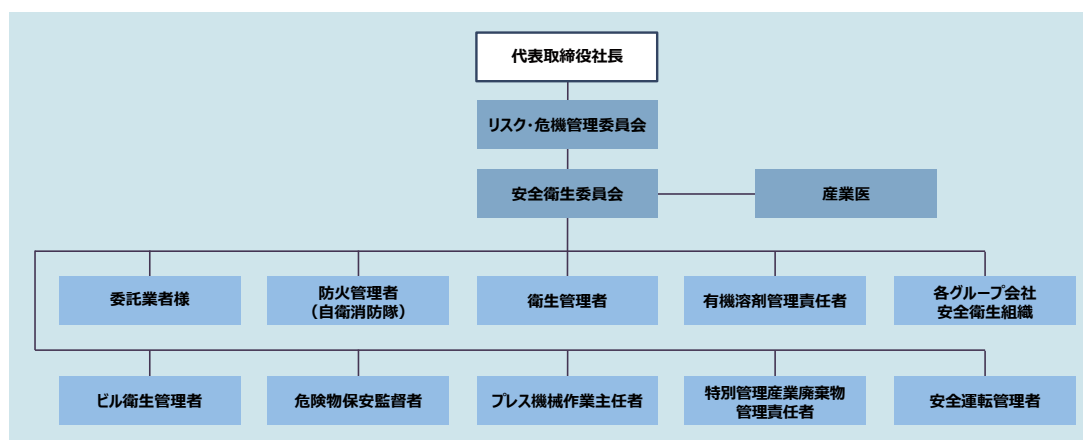 代表取締役社長
リスク・危機管理委員会
安全衛生委員会
産業医
委託業者様
防火管理者
（自衛消防隊）
衛生管理者
有機溶剤管理責任者
各グループ会社
安全衛生組織
ビル衛生管理者
危険物保安監督者
プレス機械作業主任者
特別管理産業廃棄物
管理責任者
安全運転管理者